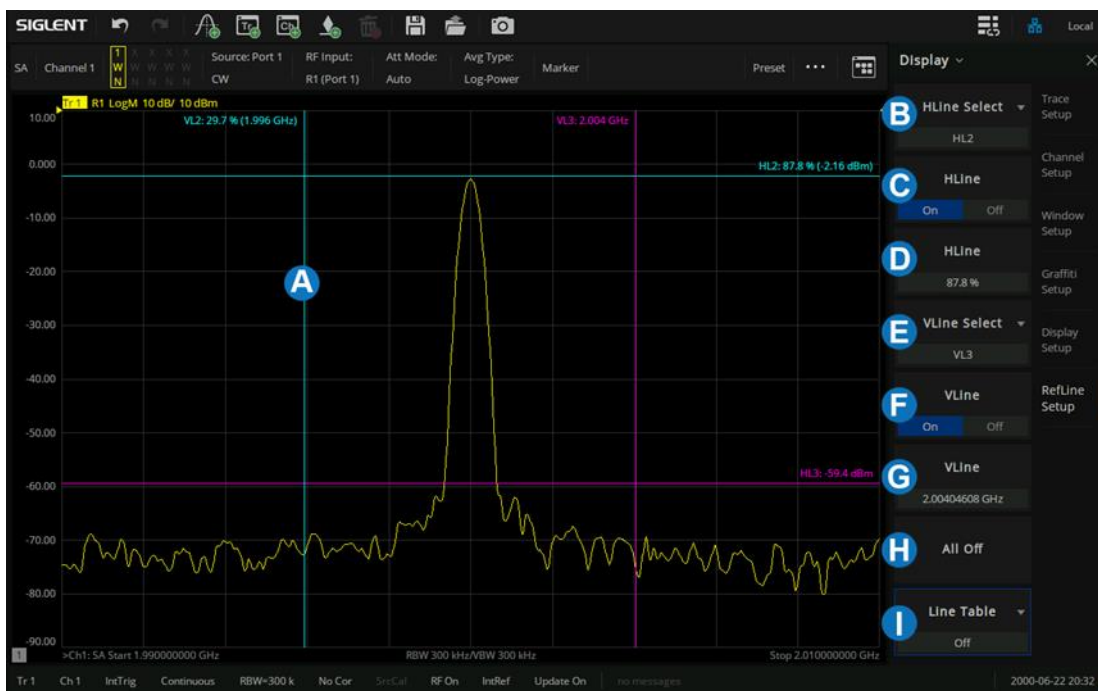 SIGLENT
Tr
Ch
Local
SA
Channel 1
1 X X X X
W W W W W
N N N N N
Source: Port 1
CW
RF Input:
R1 (Port 1)
Att Mode:
Auto
Avg Type:
Log-Power
Marker
Preset
Display
Tr 1 R1 LogM 10 dB/ 10 dBm
10.00
0.000
-10.00
-20.00
-30.00
-40.00
-50.00
-60.00
-70.00
-80.00
-90.00
VL2: 29.7 % (1.996 GHz)
VL3: 2.004 GHz
HL2: 87.8 % (-2.16 dBm)
HL3: -59.4 dBm
A
B
HLine Select
HL2
C
HLine
On Off
D
HLine
87.8 %
E
VLine Select
VL3
F
VLine
On Off
G
VLine
2.00404608 GHz
H
All Off
I
Line Table
Off
Trace
Setup
Channel
Setup
Window
Setup
Graffiti
Setup
Display
Setup
RefLine
Setup
1
>Ch1: SA Start 1.990000000 GHz
RBW 300 kHz/VBW 300 kHz
Stop 2.010000000 GHz
Tr 1 Ch 1 IntTrig Continuous RBW=300 k No Cor SrcCal RF On IntRef Update On no messages 2000-06-22 20:32